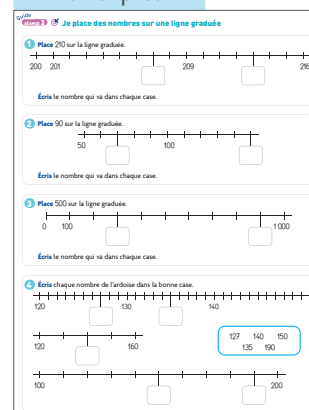 Guide
SÉANCE 2 Je place des nombres sur une ligne graduée
1 Place 210 sur la ligne graduée.
200 201 209 216
Écris le nombre qui va dans chaque case.
2 Place 90 sur la ligne graduée.
50 100
Écris le nombre qui va dans chaque case.
3 Place 500 sur la ligne graduée.
0 100 1 000
Écris le nombre qui va dans chaque case.
4 Écris chaque nombre de l'ardoise dans la bonne case.
120 130 140
120 160
127 140 150
135 190
100 200